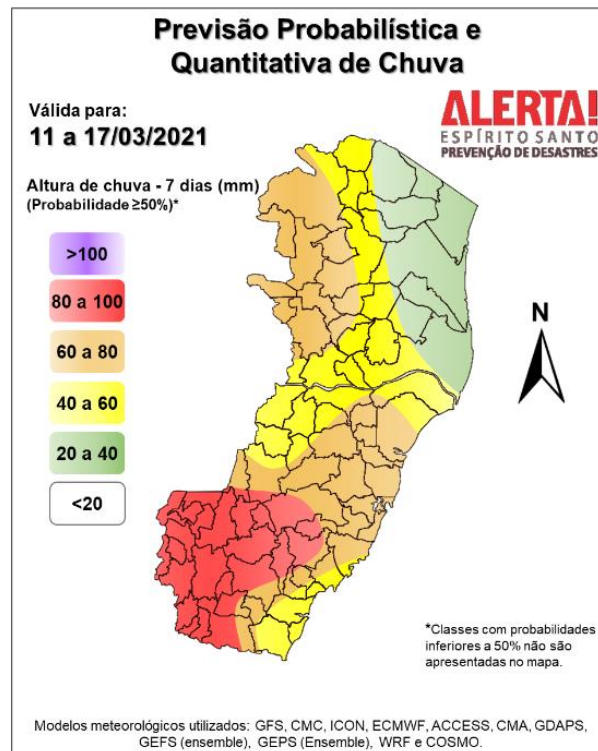 Previsão Probabilística e
Quantitativa de Chuva
Válida para:
11 a 17/03/2021
ALERTA!
ESPÍRITO SANTO
PREVENÇÃO DE DESASTRES
Altura de chuva - 7 dias (mm)
(Probabilidade ≥50%)*
>100
80 a 100
60 a 80
40 a 60
20 a 40
<20
N
*Classes com probabilidades
inferiores a 50% não são
apresentadas no mapa.
Modelos meteorológicos utilizados: GFS, CMC, ICON, ECMWF, ACCESS, CMA, GDAPS,
GEFS (ensemble), GEPS (Ensemble), WRF e COSMO.